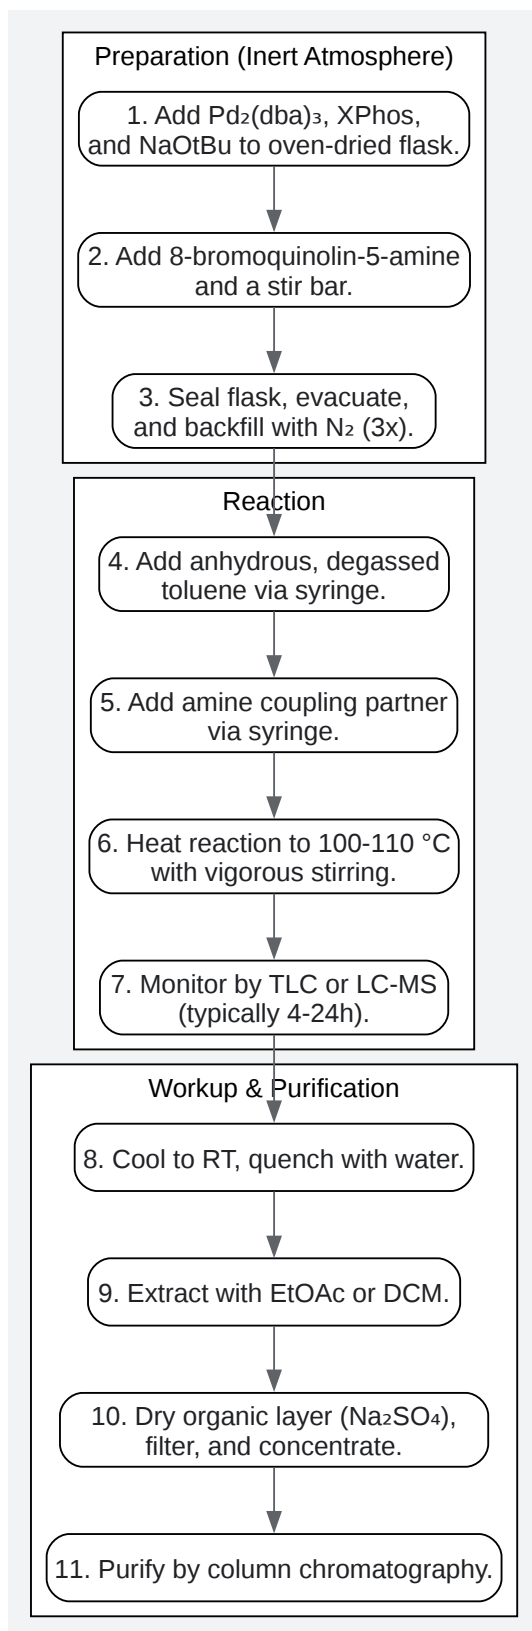 Preparation (Inert Atmosphere)
1. Add Pd₂(dba)₃, XPhos,
and NaOtBu to oven-dried flask.
2. Add 8-bromoquinolin-5-amine
and a stir bar.
3. Seal flask, evacuate,
and backfill with N₂ (3x).
Reaction
4. Add anhydrous, degassed
toluene via syringe.
5. Add amine coupling partner
via syringe.
6. Heat reaction to 100-110 °C
with vigorous stirring.
7. Monitor by TLC or LC-MS
(typically 4-24h).
Workup & Purification
8. Cool to RT, quench with water.
9. Extract with EtOAc or DCM.
10. Dry organic layer (Na₂SO₄),
filter, and concentrate.
11. Purify by column chromatography.